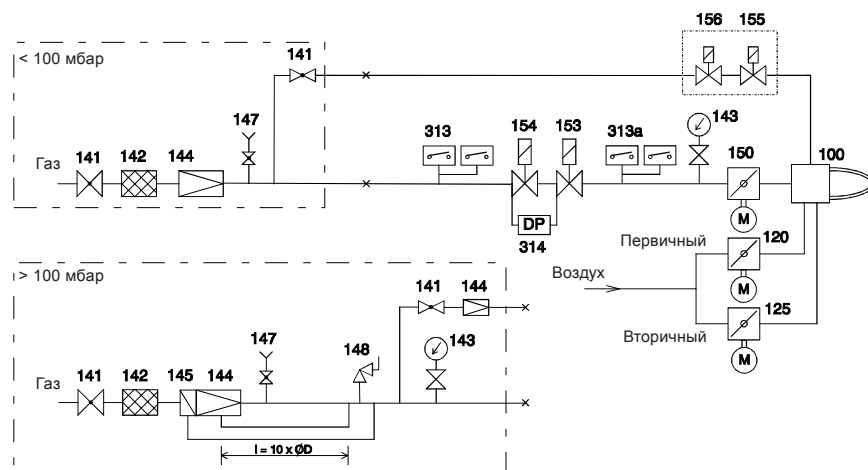 156 155
< 100 мбар
141
147
143
154 153
313
313a
Газ
141 142 144
150
100
DP
314
M
Первичный
120
> 100 мбар
Воздух
M
141 144
125
147
148
143
Вторичный
Газ
141 142 145 144
M
l = 10 x ØD